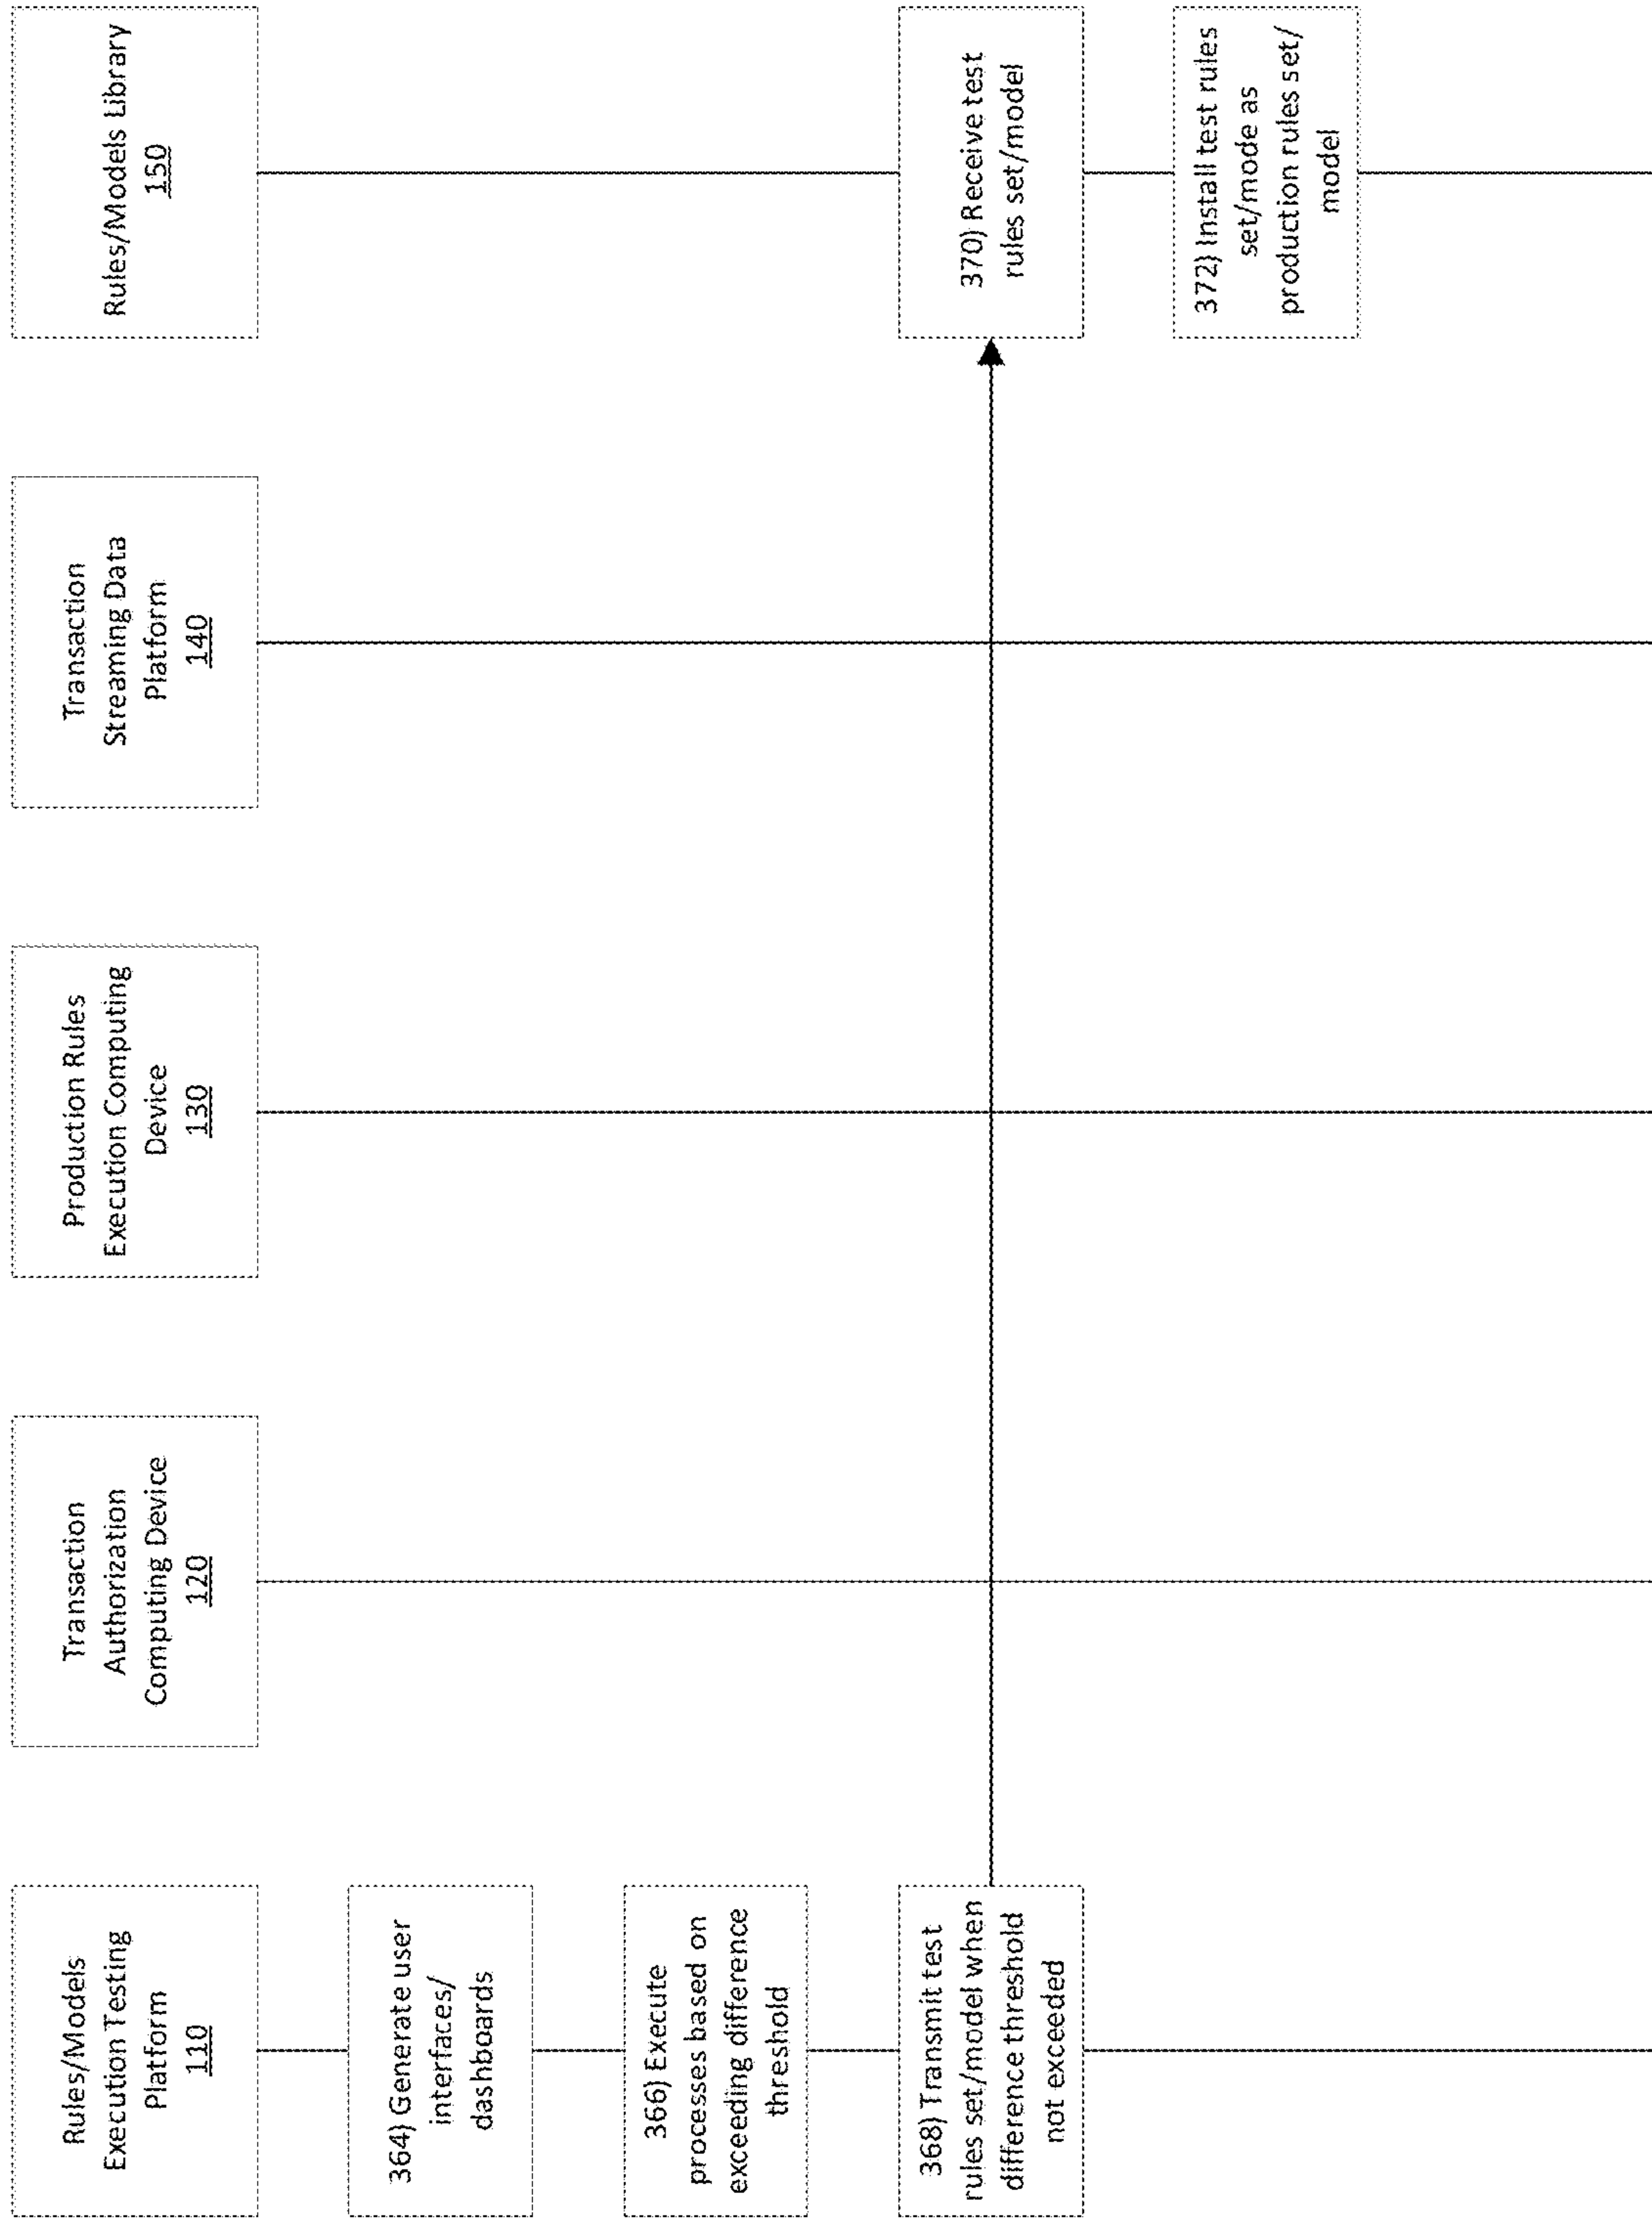 Rules/Models
Execution Testing
Platform
110
Transaction
Authorization
Computing Device
120
Production Rules
Execution Computing
Device
130
Transaction
Streaming Data
Platform
140
Rules/Models Library
150
364) Generate user
interfaces/
dashboards
366) Execute
processes based on
exceeding difference
threshold
368) Transmit test
rules set/model when
difference threshold
not exceeded
370) Receive test
rules set/model
372) Install test rules
set/mode as
production rules set/
model